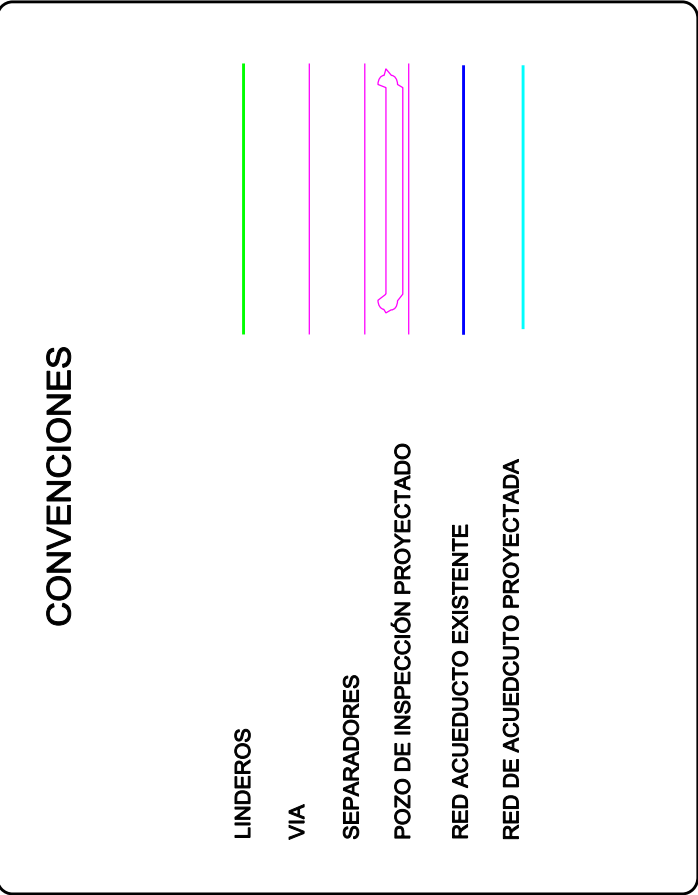 CONVENCIONES
LINDEROS
VIA
SEPARADORES
POZO DE INSPECCIÓN PROYECTADO
RED ACUEDUCTO EXISTENTE
RED DE ACUEDCUTO PROYECTADA